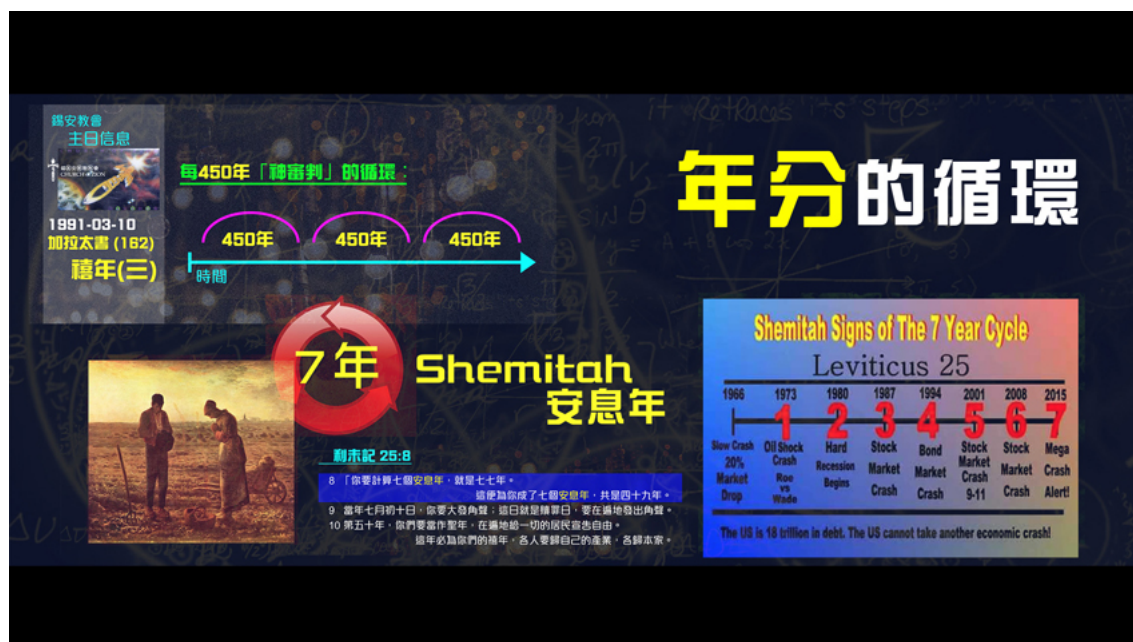 錫安教會
主日信息
CHURCH ZION
1991-03-10
加拉太書 (162)
禧年(三)
每450年「神審判」的循環：
450年
450年
450年
時間
年分的循環
7年
Shemitah
安息年
利未記 25:8
8 「你要計算七個安息年，就是七七年。
這便為你成了七個安息年，共是四十九年。
9 當年七月初十日，你要大發角聲；這日就是贖罪日，要在遍地發出角聲。
10 第五十年，你們要當作聖年，在遍地給一切的居民宣告自由。
這年必為你們的禧年，各人要歸自己的產業，各歸本家。
Shemitah Signs of The 7 Year Cycle
Leviticus 25
1966 1973 1980 1987 1994 2001 2008 2015
1 2 3 4 5 6 7
Slow Crash
20%
Market
Drop
Oil Shock
Crash
Roe
vs
Wade
Hard
Recession
Begins
Stock
Market
Crash
Bond
Market
Crash
Stock
Market
Crash
9-11
Stock
Market
Crash
Mega
Crash
Alert!
The US is 18 trillion in debt. The US cannot take another economic crash!
it Retraces its steps